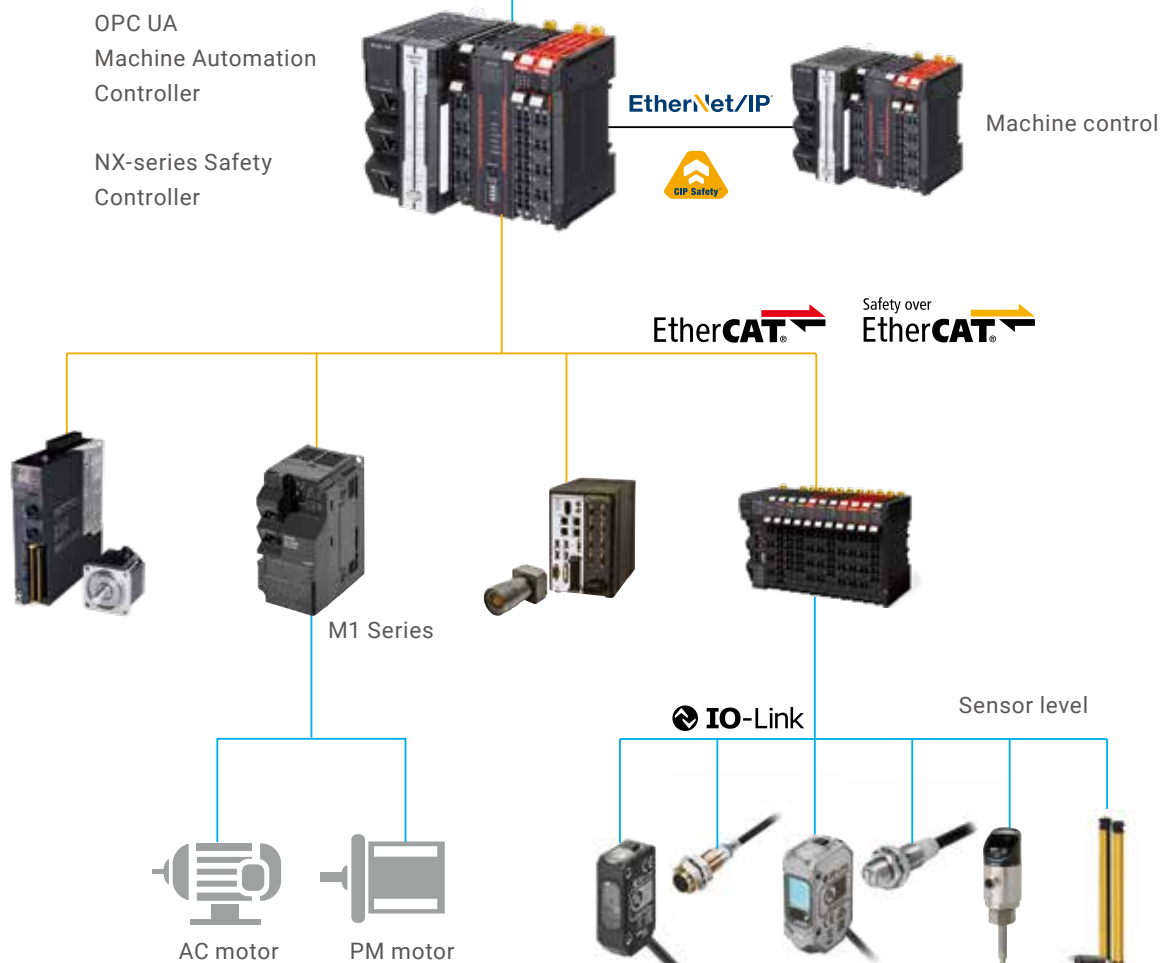 OPC UA
Machine Automation
Controller
NX-series Safety
Controller
EtherNet/IP
CIP Safety™
Machine control
EtherCAT®
Safety over
EtherCAT®
M1 Series
IO-Link
Sensor level
AC motor
PM motor